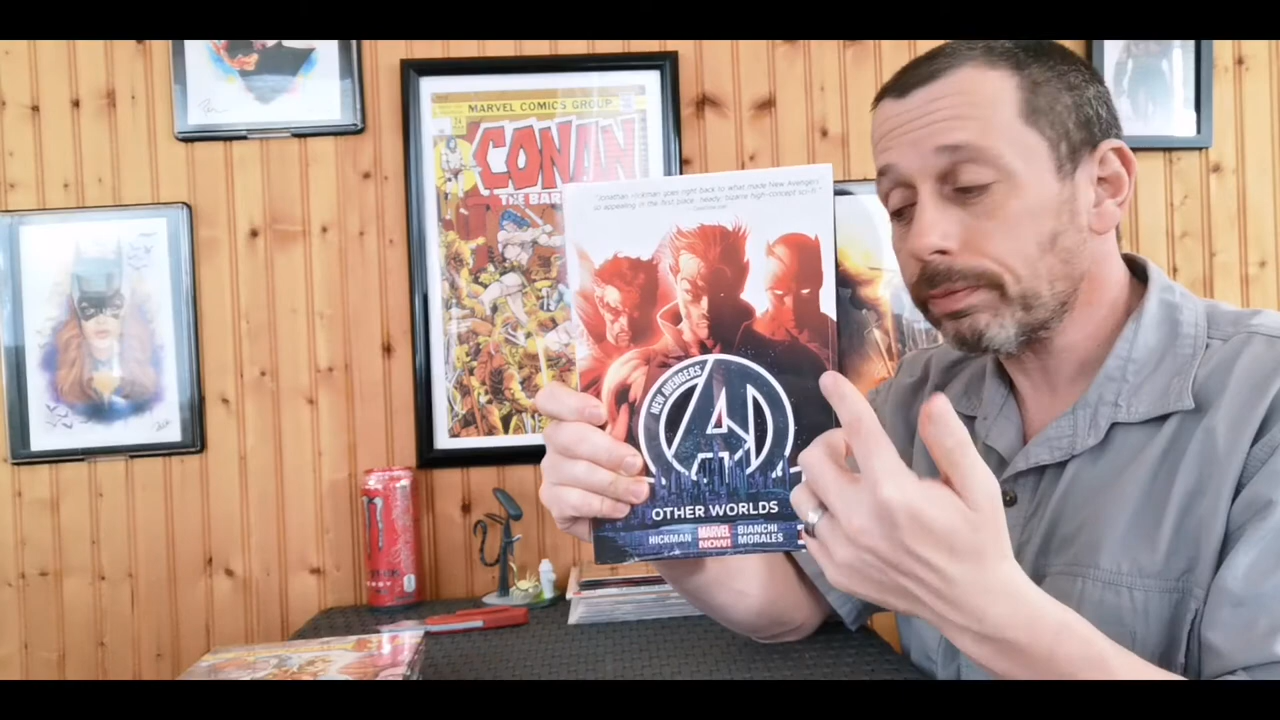 MARVEL COMICS GROUP
CONAN
THE BAR
"Jonathan Hickman goes right back to what made New Avengers
so appealing in the first place: heady, bizarre high-concept sci-fi."
NEW AVENGERS
A
OTHER WORLDS
HICKMAN
MARVEL
NOW!
BIANCHI
MORALES